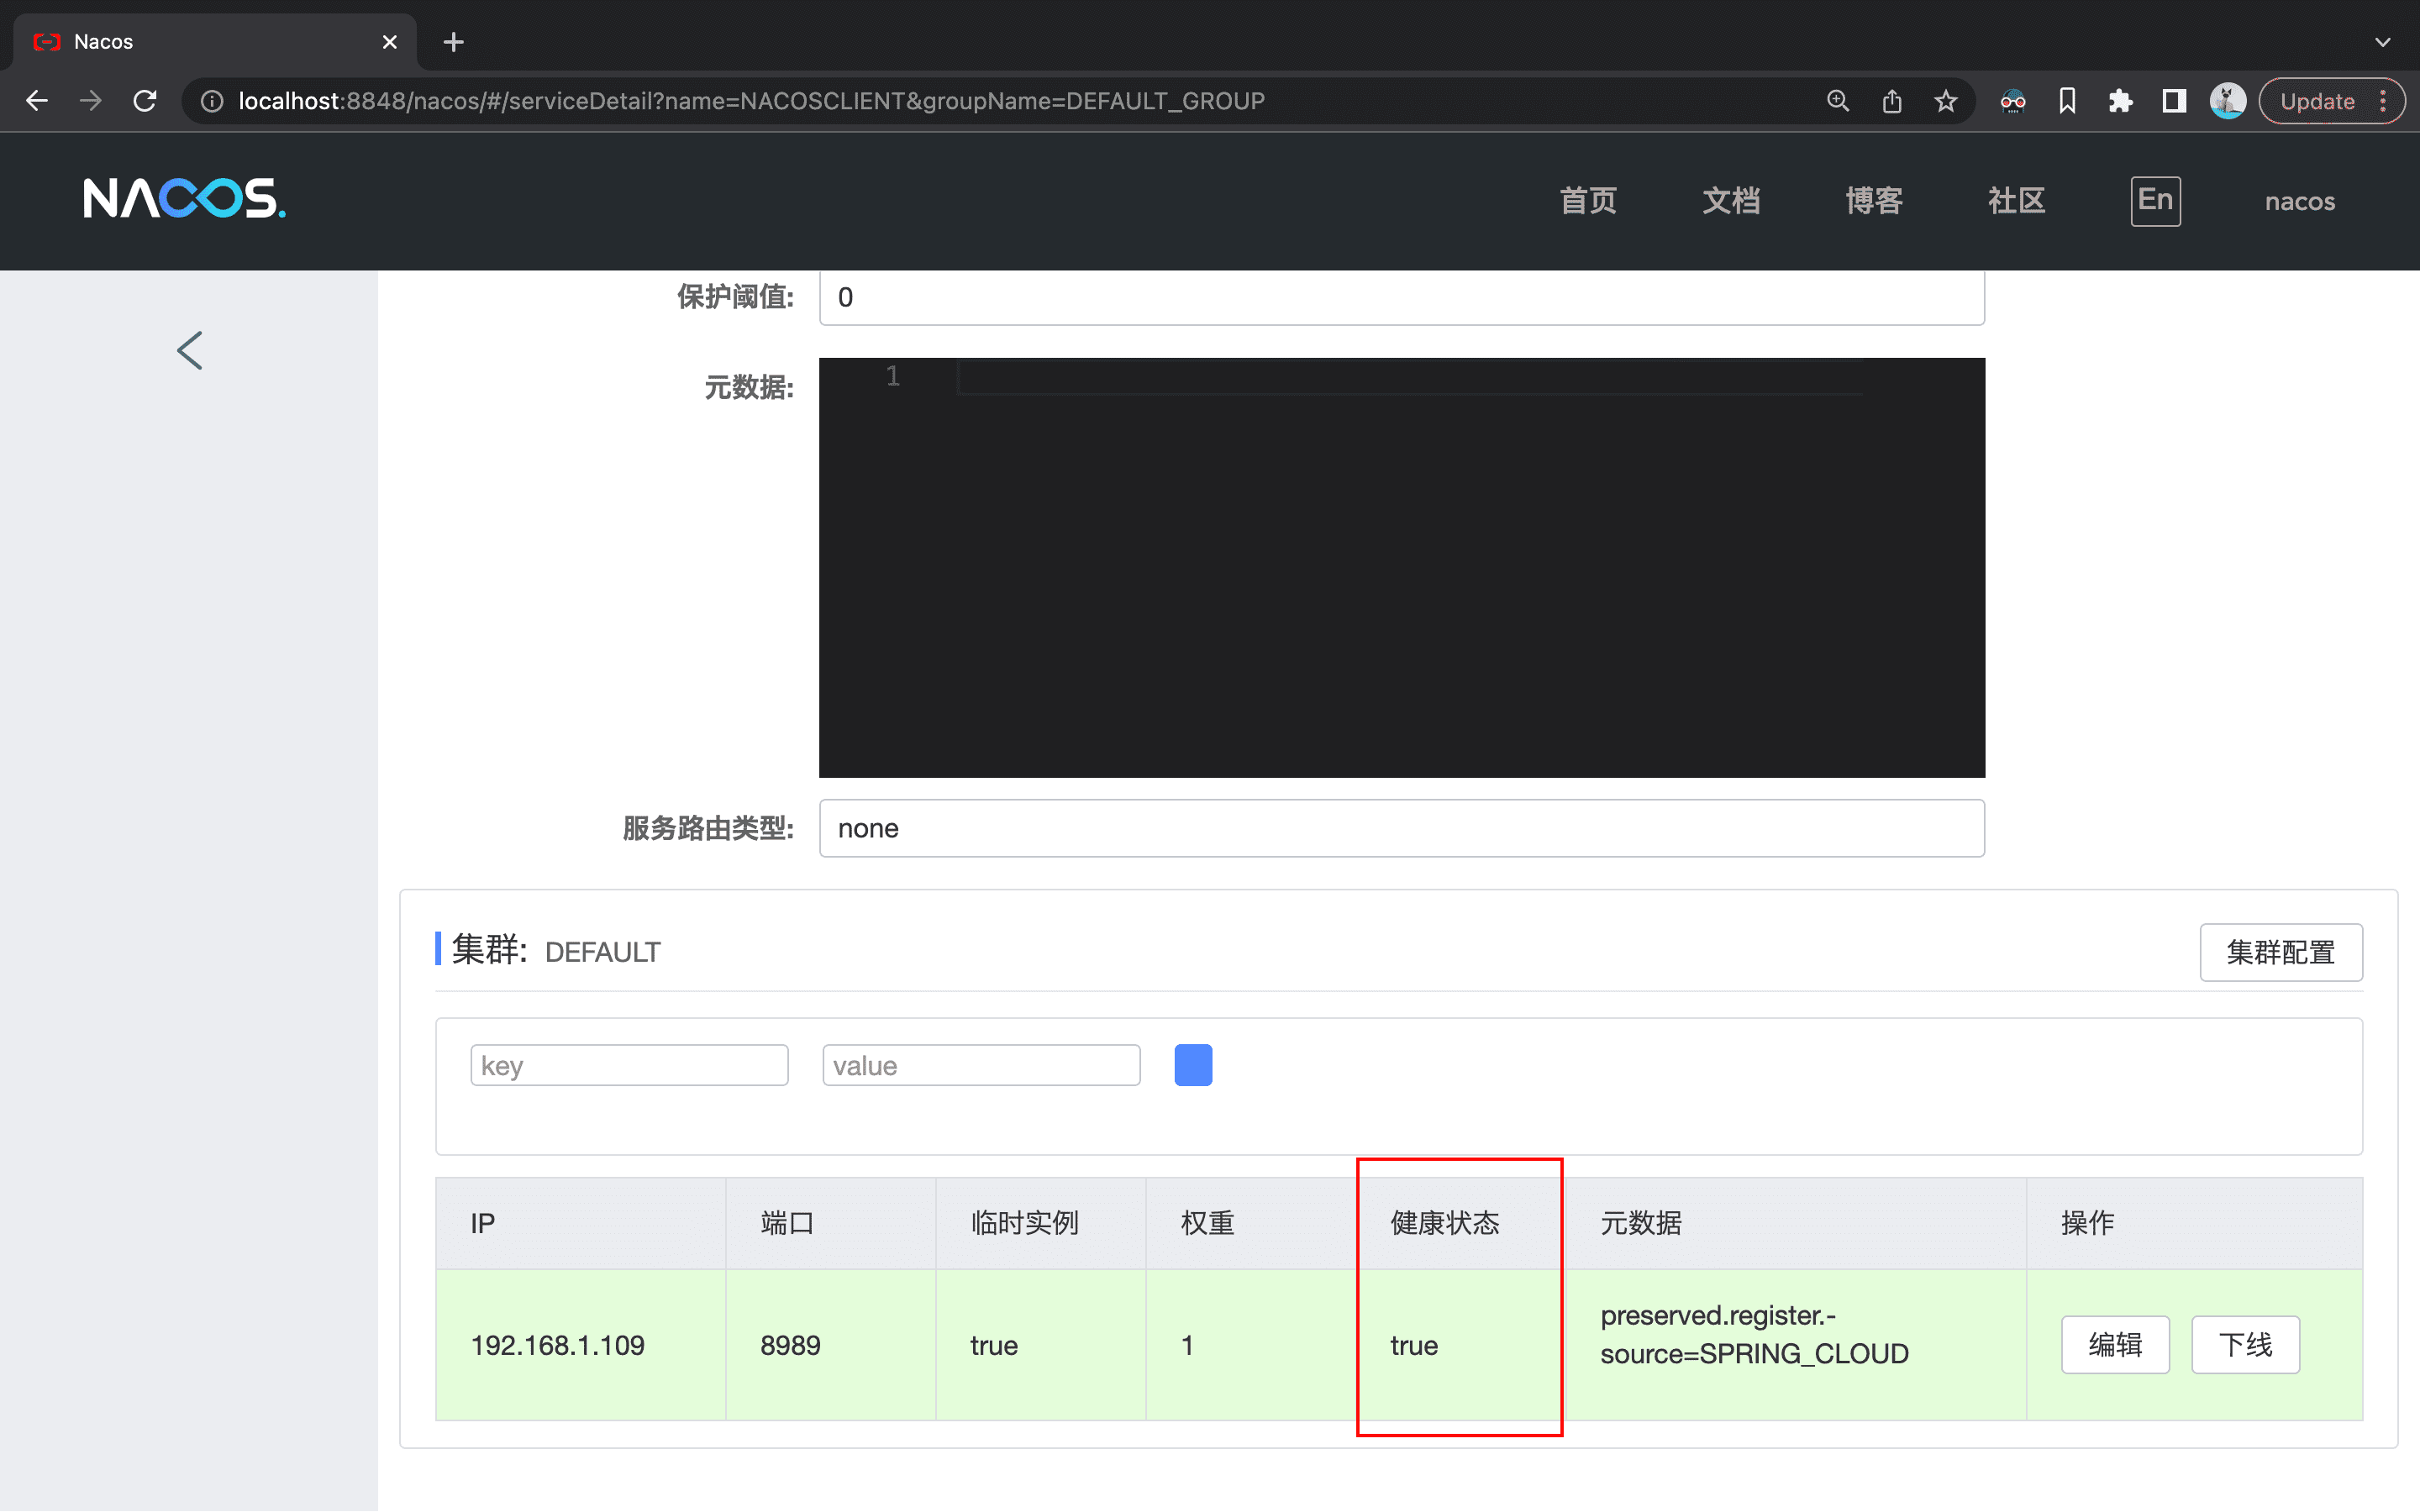 Nacos
localhost:8848/nacos/#/serviceDetail?name=NACOSCLIENT&groupName=DEFAULT_GROUP
Update
NACOS.
首页
文档
博客
社区
En
nacos
保护阈值:
0
元数据:
1
服务路由类型:
none
集群:
DEFAULT
集群配置
key
value
IP
端口
临时实例
权重
健康状态
元数据
操作
192.168.1.109
8989
true
1
true
preserved.register.-
source=SPRING_CLOUD
编辑
下线